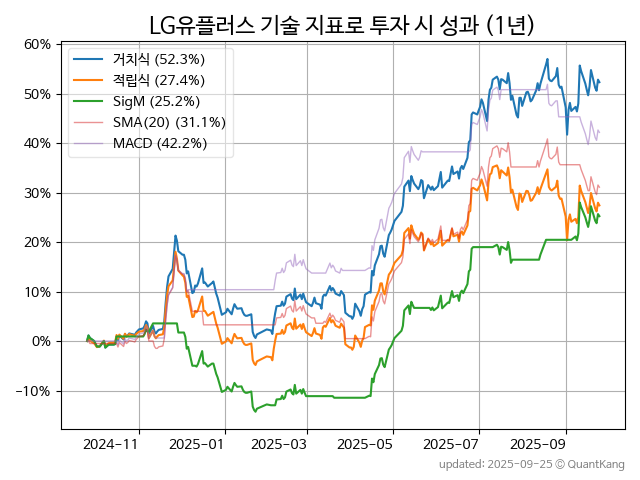 LG유플러스 기술 지표로 투자 시 성과 (1년)
60%
50%
40%
30%
20%
10%
0%
−10%
거치식 (52.3%)
적립식 (27.4%)
SigM (25.2%)
SMA(20) (31.1%)
MACD (42.2%)
2024-11
2025-01
2025-03
2025-05
2025-07
2025-09
updated: 2025-09-25 © QuantKang